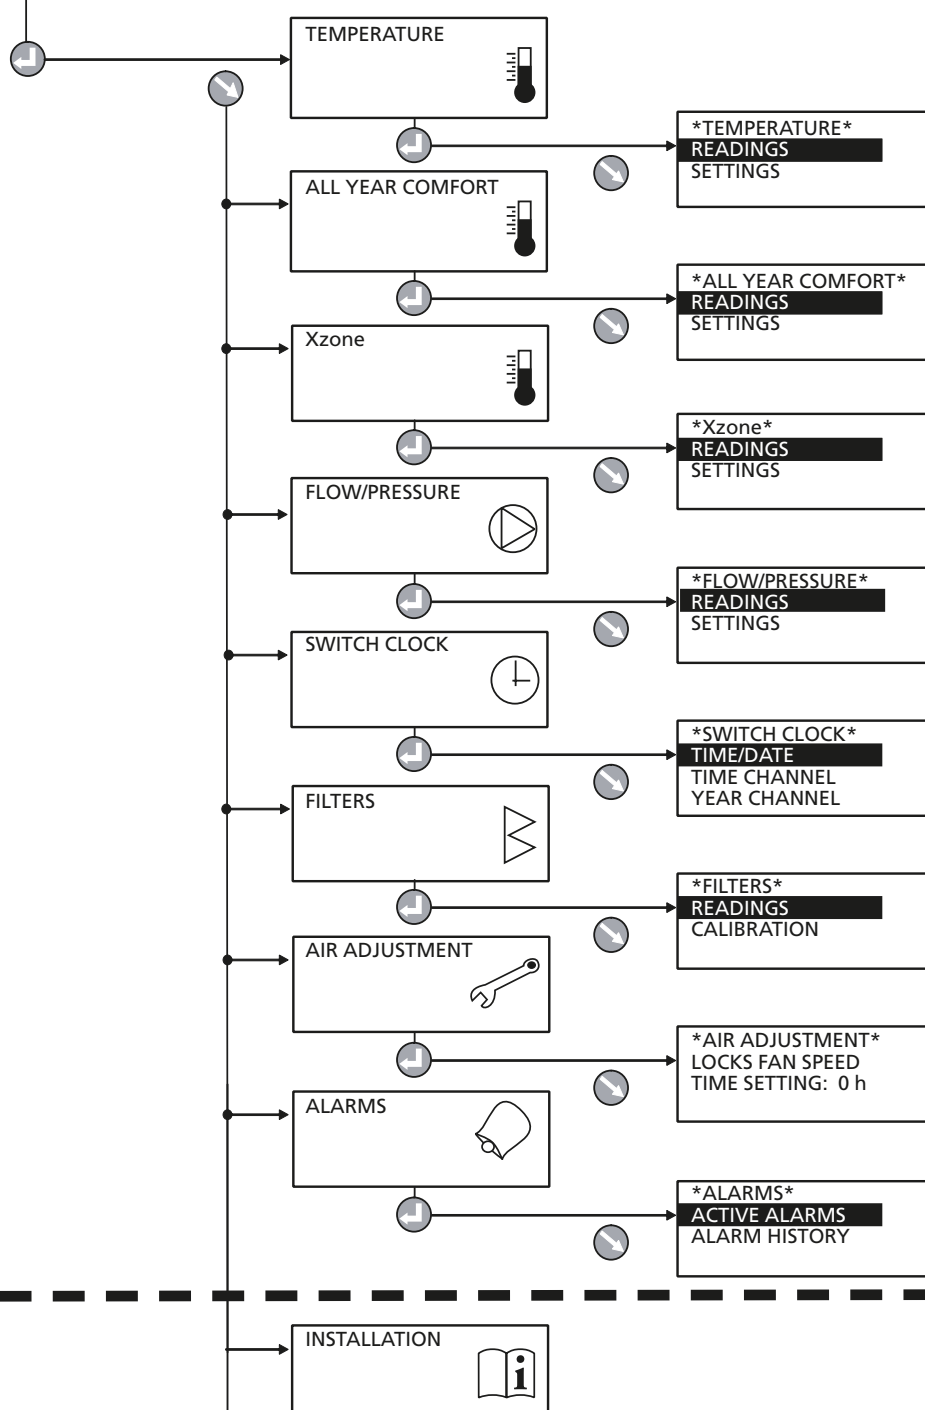 TEMPERATURE
*TEMPERATURE*
READINGS
SETTINGS
ALL YEAR COMFORT
*ALL YEAR COMFORT*
READINGS
SETTINGS
Xzone
*Xzone*
READINGS
SETTINGS
FLOW/PRESSURE
*FLOW/PRESSURE*
READINGS
SETTINGS
SWITCH CLOCK
*SWITCH CLOCK*
TIME/DATE
TIME CHANNEL
YEAR CHANNEL
FILTERS
*FILTERS*
READINGS
CALIBRATION
AIR ADJUSTMENT
*AIR ADJUSTMENT*
LOCKS FAN SPEED
TIME SETTING: 0 h
ALARMS
*ALARMS*
ACTIVE ALARMS
ALARM HISTORY
INSTALLATION
i